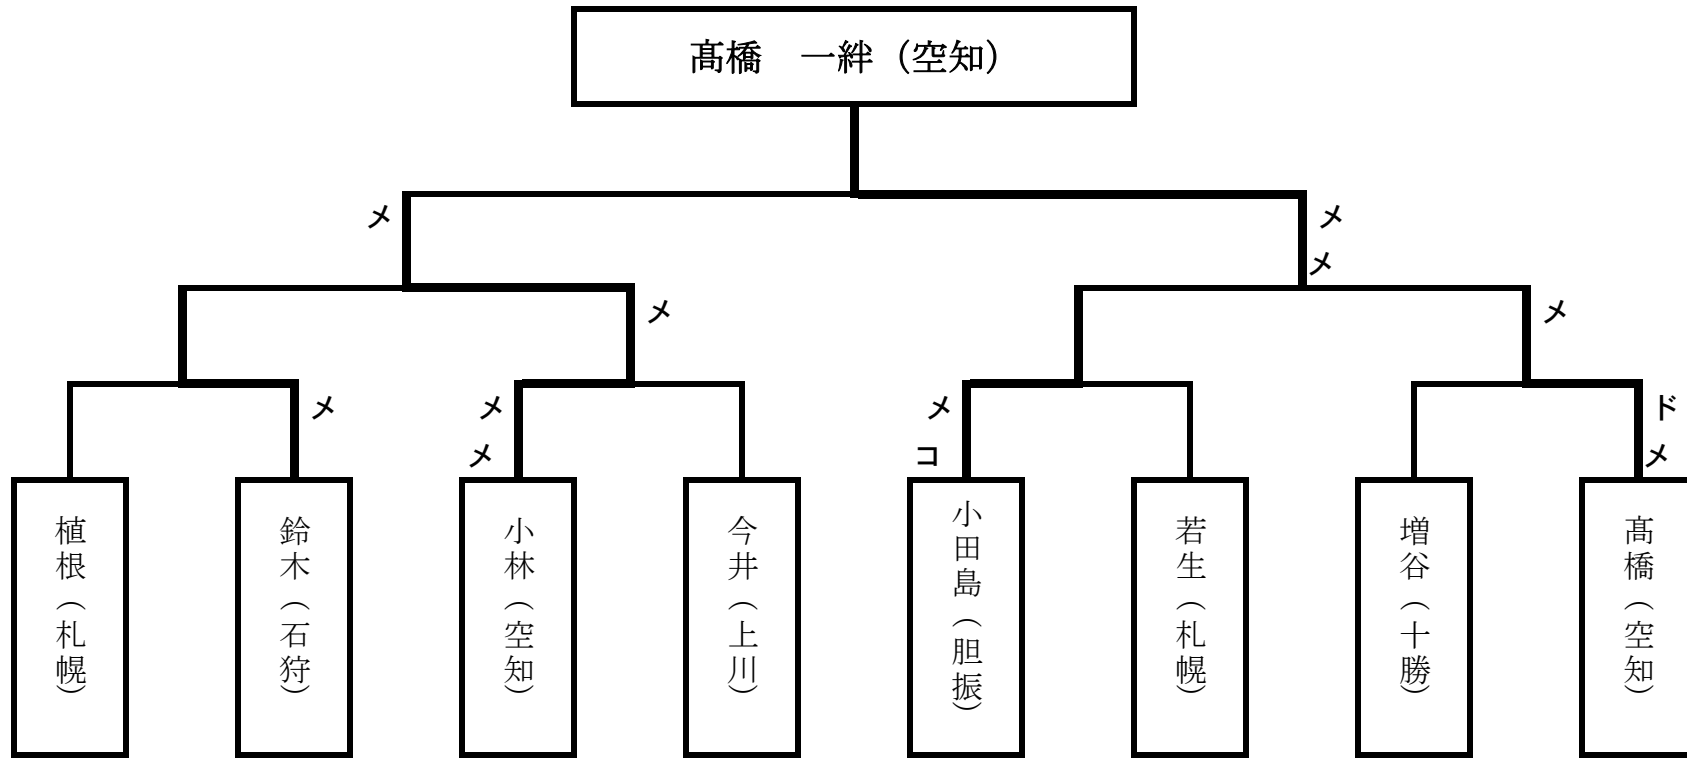 髙橋　一絆（空知）
メ
メ
メ
メ
メ
メ
メ
メ
メ
コ
ド
メ
植根（札幌）
鈴木（石狩）
小林（空知）
今井（上川）
小田島（胆振）
若生（札幌）
増谷（十勝）
髙橋（空知）